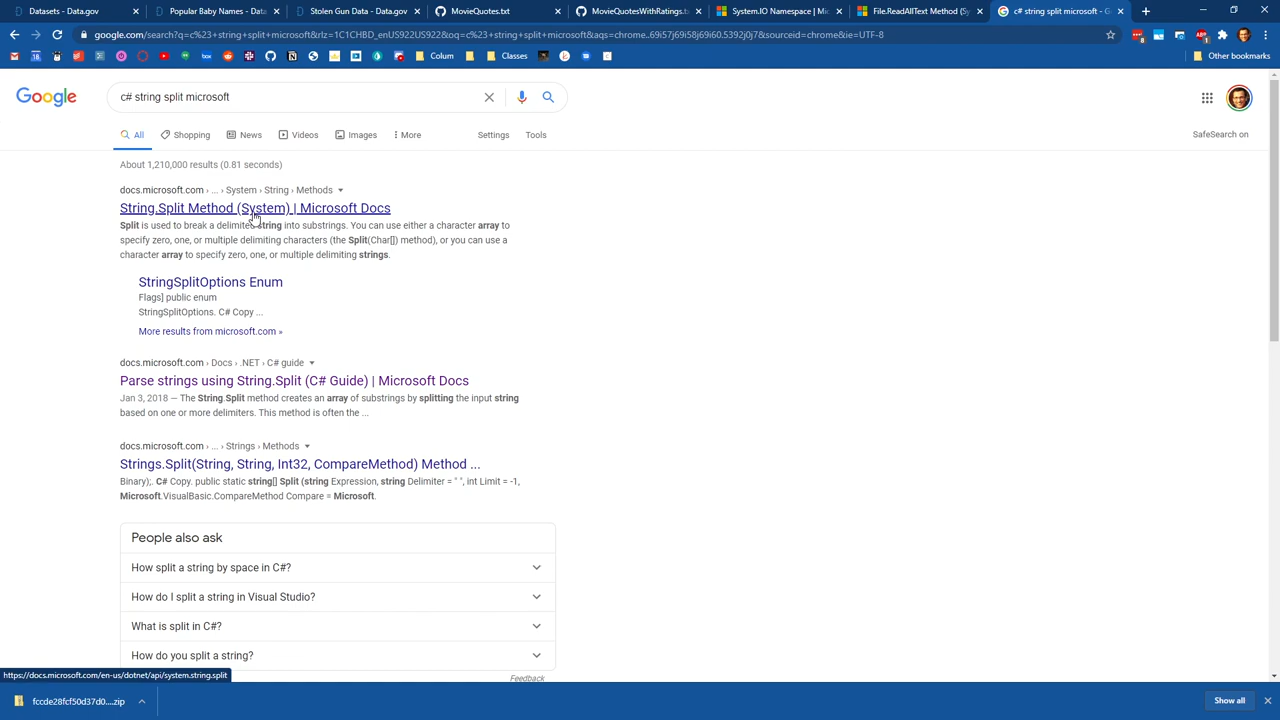 Datasets - Data.gov
Popular Baby Names - Data
Stolen Gun Data - Data.gov
MovieQuotes.txt
MovieQuotesWithRatings.tx
System.IO Namespace | Mic
File.ReadAllText Method (Sy
c# string split microsoft - Go
google.com/search?q=c%23+string+split+microsoft&rlz=1C1CHBD_enUS922US922&oq=c%23+string+split+microsoft&aqs=chrome..69i57j69i58j69i60.5392j0j7&sourceid=chrome&ie=UTF-8
Colum
Classes
Other bookmarks
Google
c# string split microsoft
All
Shopping
News
Videos
Images
More
Settings
Tools
SafeSearch on
About 1,210,000 results (0.81 seconds)
docs.microsoft.com › ... › System › String › Methods
String.Split Method (System) | Microsoft Docs
Split is used to break a delimited string into substrings. You can use either a character array to
specify zero, one, or multiple delimiting characters (the Split(Char[]) method), or you can use a
character array to specify zero, one, or multiple delimiting strings.
StringSplitOptions Enum
Flags] public enum
StringSplitOptions. C# Copy ...
More results from microsoft.com »
docs.microsoft.com › Docs › .NET › C# guide
Parse strings using String.Split (C# Guide) | Microsoft Docs
Jan 3, 2018 — The String.Split method creates an array of substrings by splitting the input string
based on one or more delimiters. This method is often the ...
docs.microsoft.com › ... › Strings › Methods
Strings.Split(String, String, Int32, CompareMethod) Method ...
Binary);. C# Copy. public static string[] Split (string Expression, string Delimiter = " ", int Limit = -1,
Microsoft.VisualBasic.CompareMethod Compare = Microsoft.
People also ask
How split a string by space in C#?
How do I split a string in Visual Studio?
What is split in C#?
How do you split a string?
Feedback
https://docs.microsoft.com/en-us/dotnet/api/system.string.split
fccde28fcf50d37d0....zip
Show all